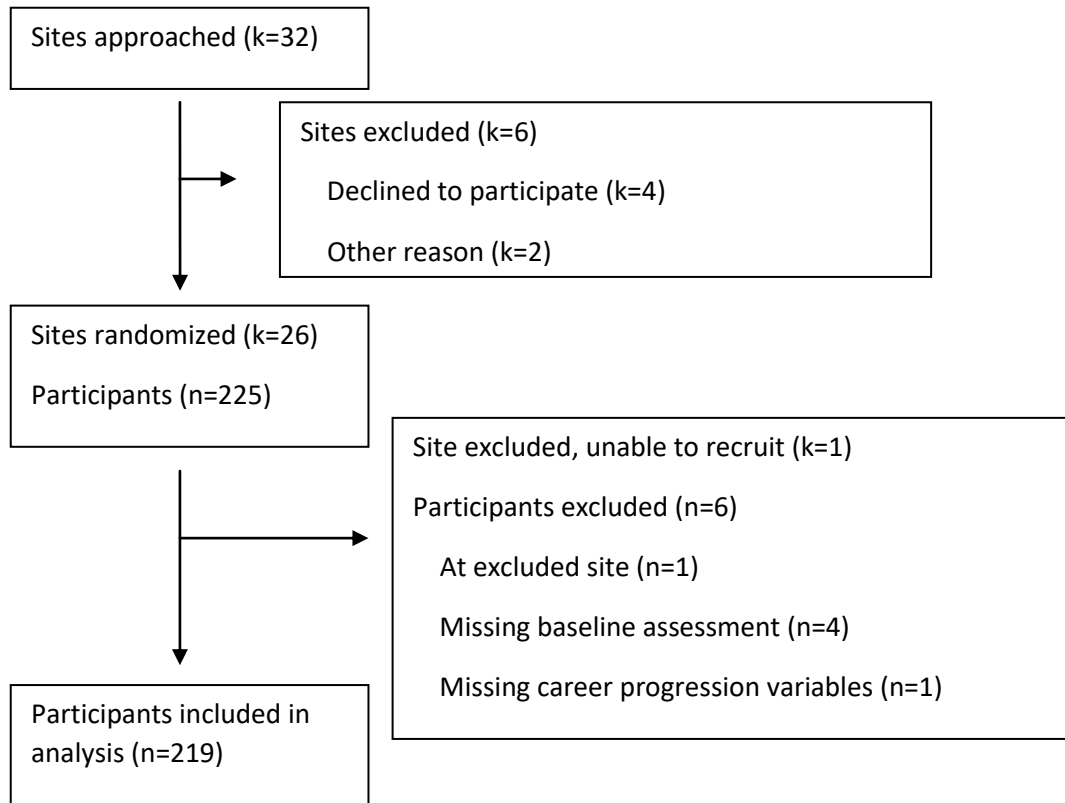 Sites approached (k=32)
Sites excluded (k=6)
Declined to participate (k=4)
Other reason (k=2)
Sites randomized (k=26)
Participants (n=225)
Site excluded, unable to recruit (k=1)
Participants excluded (n=6)
At excluded site (n=1)
Missing baseline assessment (n=4)
Missing career progression variables (n=1)
Participants included in
analysis (n=219)